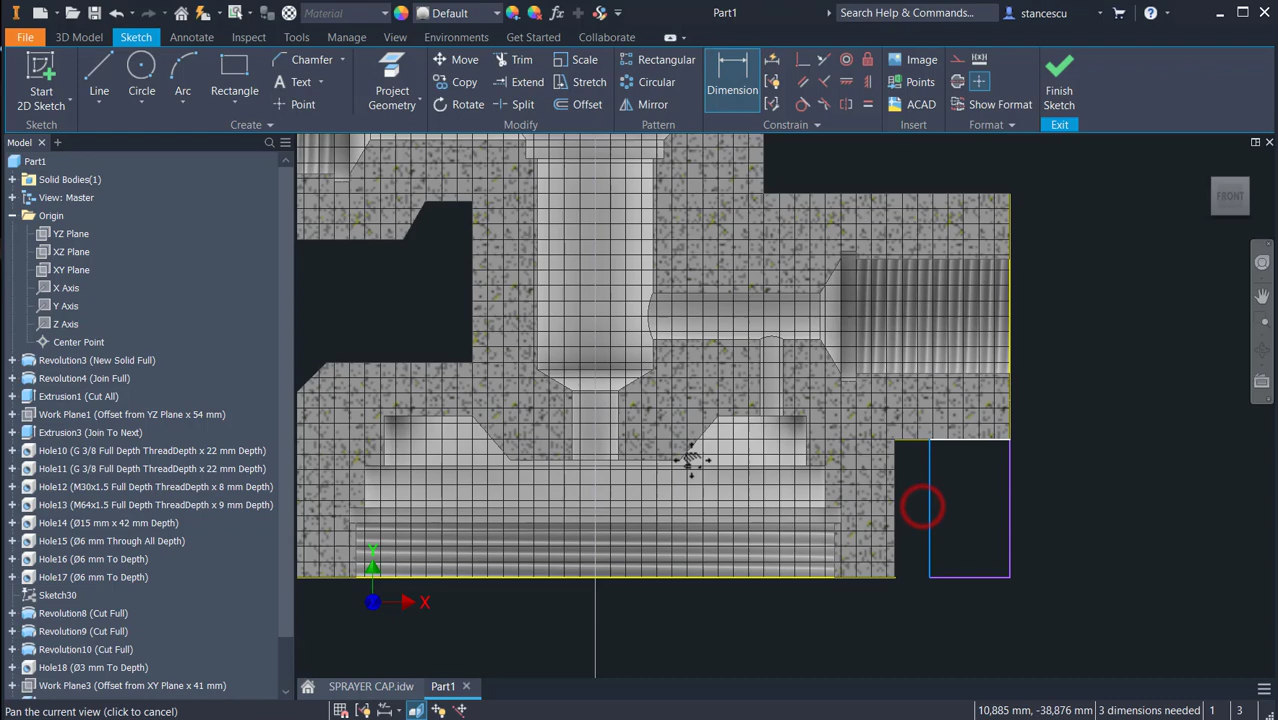 Material
Default
Part1
Search Help & Commands...
stancescu
File
3D Model
Sketch
Annotate
Inspect
Tools
Manage
View
Environments
Get Started
Collaborate
Start
2D Sketch
Line
Circle
Arc
Rectangle
Chamfer
Text
Point
Project
Geometry
Move
Copy
Rotate
Trim
Extend
Split
Scale
Stretch
Offset
Rectangular
Circular
Mirror
Dimension
Image
Points
ACAD
Show Format
Finish
Sketch
Sketch
Create
Modify
Pattern
Constrain
Insert
Format
Exit
Model
Part1
Solid Bodies(1)
View: Master
Origin
YZ Plane
XZ Plane
XY Plane
X Axis
Y Axis
Z Axis
Center Point
Revolution3 (New Solid Full)
Revolution4 (Join Full)
Extrusion1 (Cut All)
Work Plane1 (Offset from YZ Plane x 54 mm)
Extrusion3 (Join To Next)
Hole10 (G 3/8 Full Depth ThreadDepth x 22 mm Depth)
Hole11 (G 3/8 Full Depth ThreadDepth x 22 mm Depth)
Hole12 (M30x1.5 Full Depth ThreadDepth x 8 mm Depth)
Hole13 (M64x1.5 Full Depth ThreadDepth x 9 mm Depth)
Hole14 (Ø15 mm x 42 mm Depth)
Hole15 (Ø6 mm Through All Depth)
Hole16 (Ø6 mm To Depth)
Hole17 (Ø6 mm To Depth)
Sketch30
Revolution8 (Cut Full)
Revolution9 (Cut Full)
Revolution10 (Cut Full)
Hole18 (Ø3 mm To Depth)
Work Plane3 (Offset from XY Plane x 41 mm)
FRONT
Y
X
SPRAYER CAP.idw
Part1
Pan the current view (click to cancel)
10,885 mm, -38,876 mm
3 dimensions needed
1
3